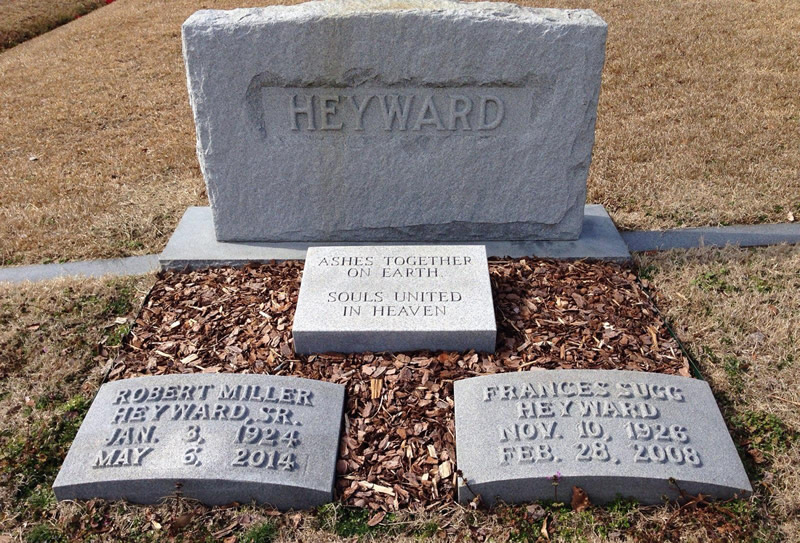 HEYWARD
ASHES TOGETHER
ON EARTH
SOULS UNITED
IN HEAVEN
ROBERT MILLER
HEYWARD, SR.
JAN. 3, 1924
MAY 6, 2014
FRANCES SUGG
HEYWARD
NOV. 10, 1926
FEB. 28, 2008